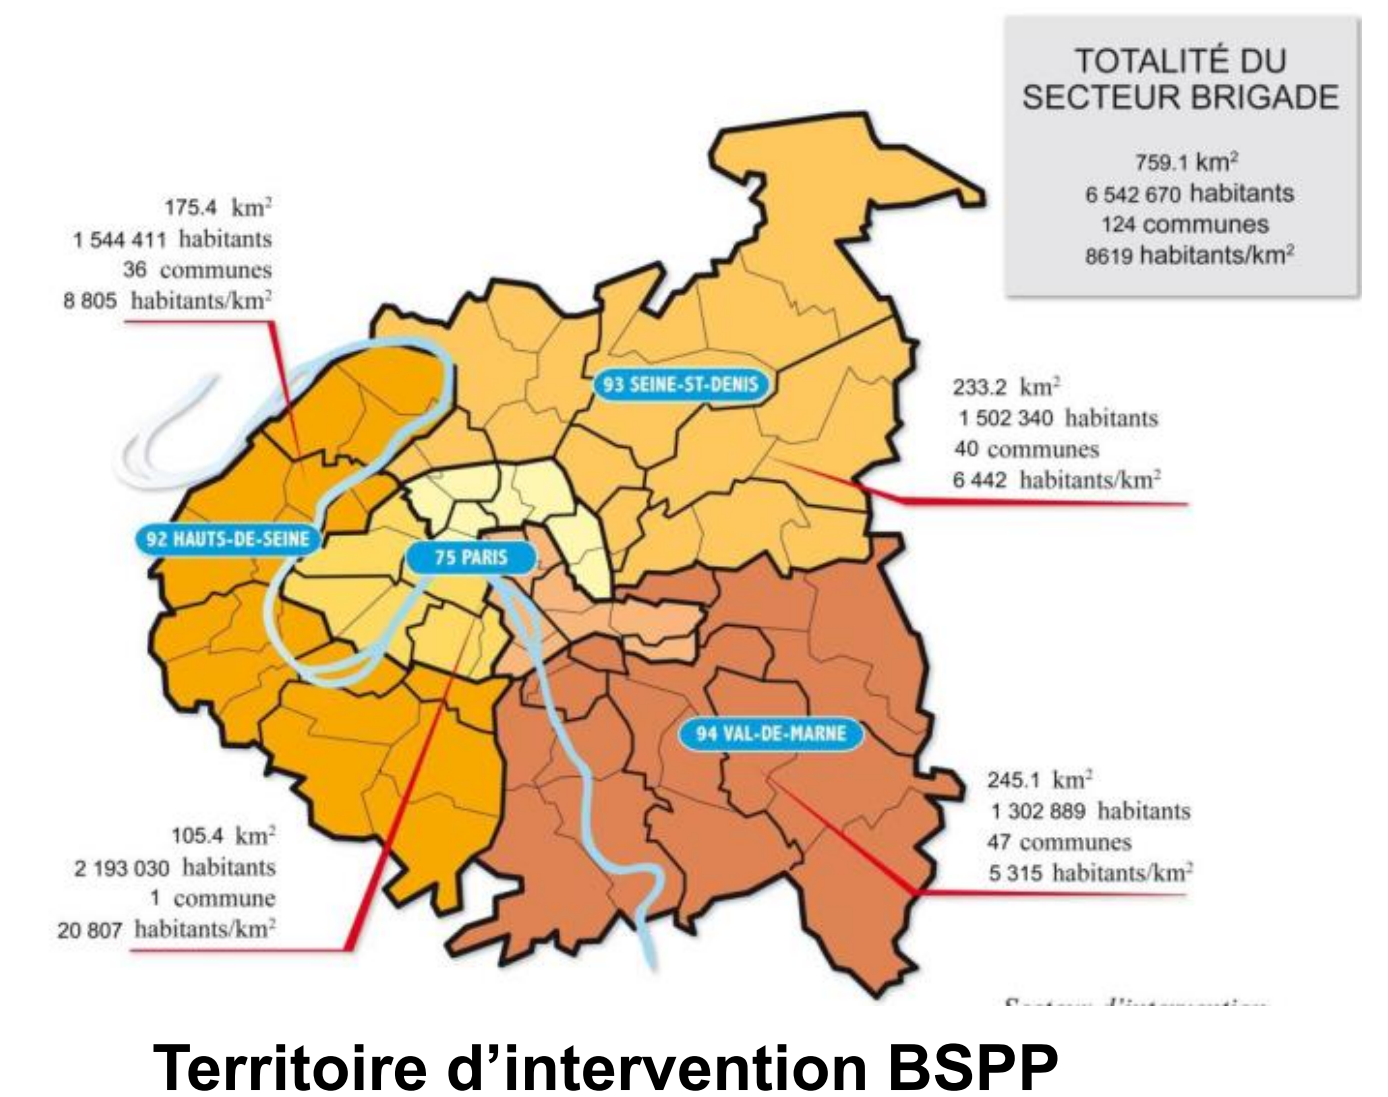 TOTALITÉ DU
SECTEUR BRIGADE
759.1 km²
6 542 670 habitants
124 communes
8619 habitants/km²
175.4 km²
1 544 411 habitants
36 communes
8 805 habitants/km²
93 SEINE-ST-DENIS
233.2 km²
1 502 340 habitants
40 communes
6 442 habitants/km²
92 HAUTS-DE-SEINE
75 PARIS
94 VAL-DE-MARNE
245.1 km²
1 302 889 habitants
47 communes
5 315 habitants/km²
105.4 km²
2 193 030 habitants
1 commune
20 807 habitants/km²
Secteur d'intervention
Territoire d’intervention BSPP